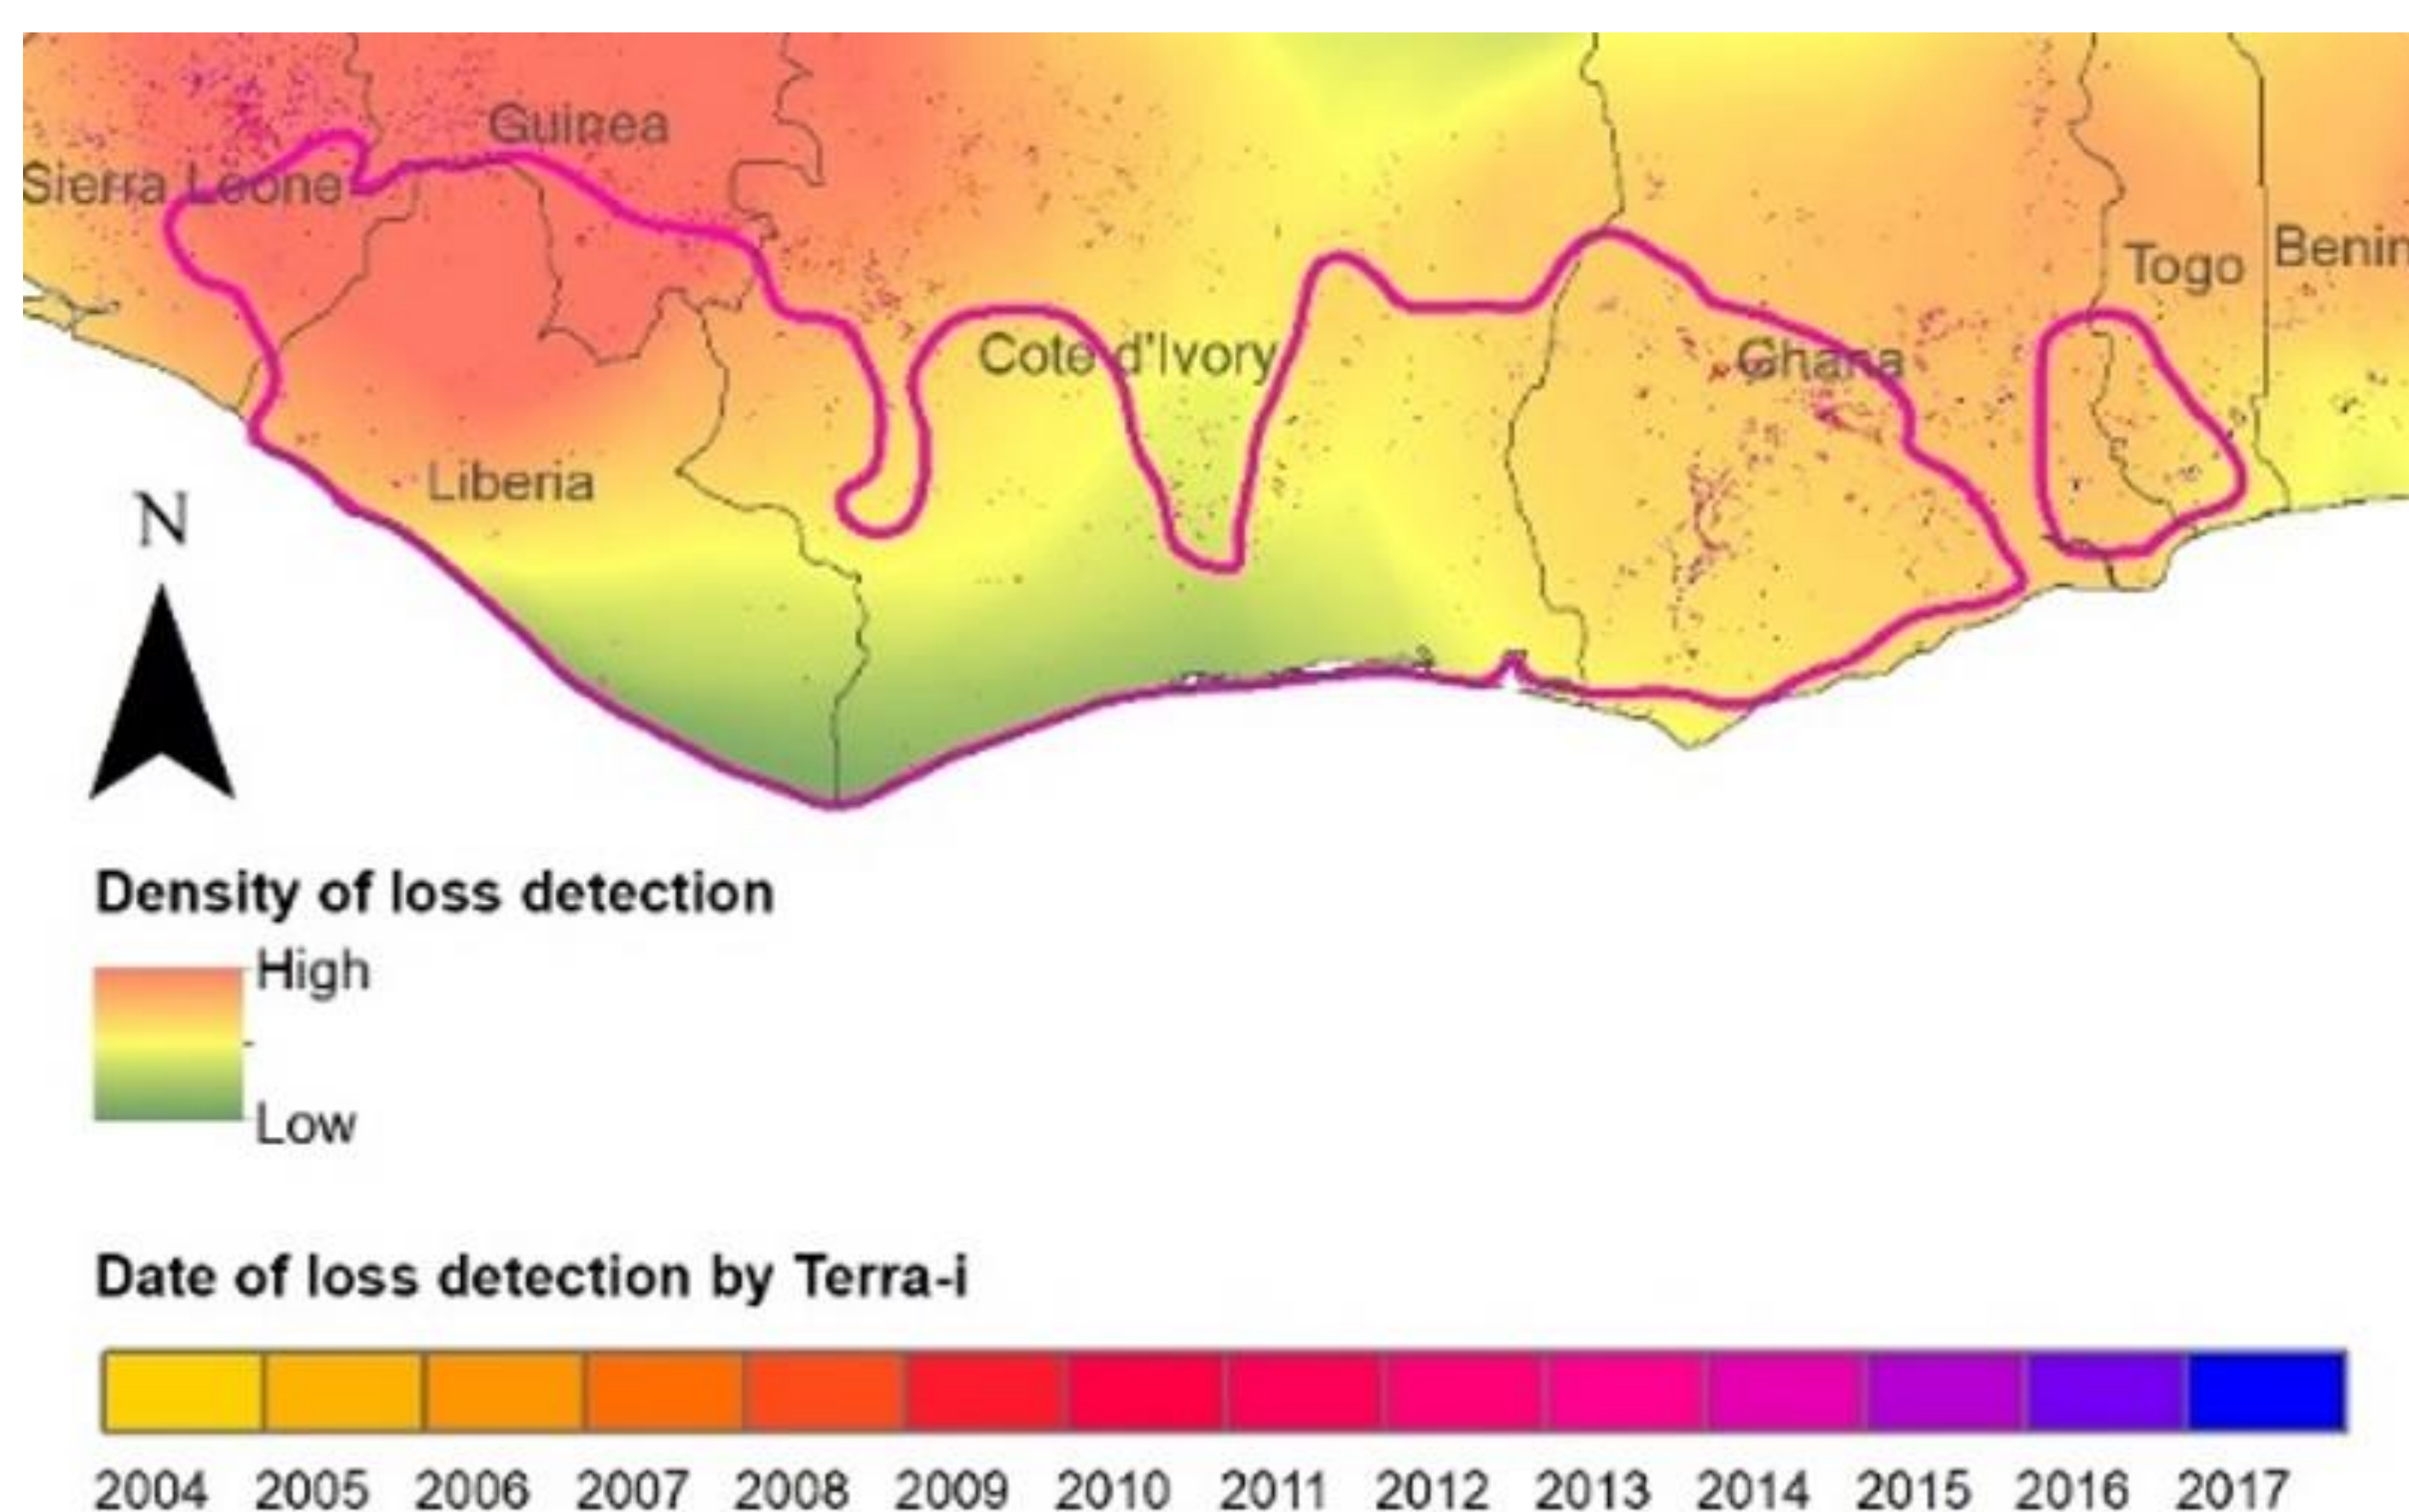 Guinea
Sierra Leone
Benin
Togo
Cote d'Ivory
Ghana
Liberia
N
Density of loss detection
High
Low
Date of loss detection by Terra-i
2004 2005 2006 2007 2008 2009 2010 2011 2012 2013 2014 2015 2016 2017